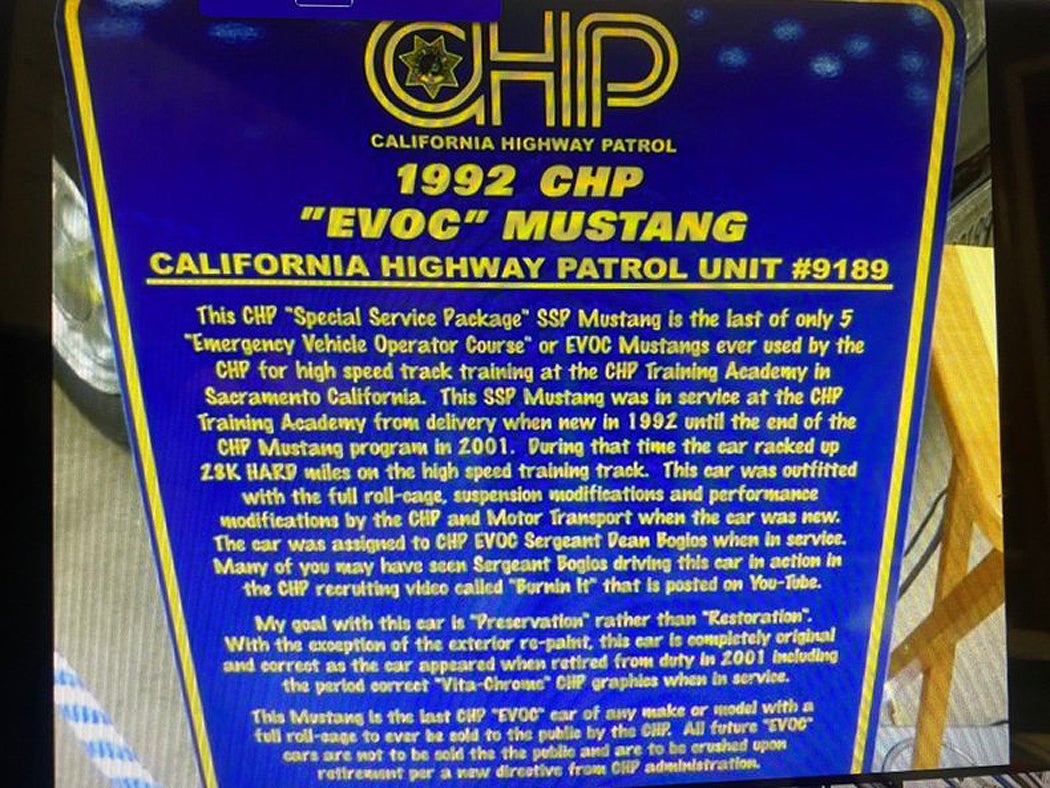 CHP
CALIFORNIA HIGHWAY PATROL
1992 CHP
"EVOC" MUSTANG
CALIFORNIA HIGHWAY PATROL UNIT #9189
This CHP "Special Service Package" SSP Mustang is the last of only 5
"Emergency Vehicle Operator Course" or EVOC Mustangs ever used by the
CHP for high speed track training at the CHP Training Academy in
Sacramento California. This SSP Mustang was in service at the CHP
Training Academy from delivery when new in 1992 until the end of the
CHP Mustang program in 2001. During that time the car racked up
28K HARD miles on the high speed training track. This car was outfitted
with the full roll-cage, suspension modifications and performance
modifications by the CHP and Motor Transport when the car was new.
The car was assigned to CHP EVOC Sergeant Dean Boglos when in service.
Many of you may have seen Sergeant Boglos driving this car in action in
the CHP recruiting video called "Burnin It" that is posted on You-Tube.
My goal with this car is "Preservation" rather than "Restoration".
With the exception of the exterior re-paint, this car is completely original
and correct as the car appeared when retired from duty in 2001 including
the period correct "Vita-Chrome" CHP graphics when in service.
This Mustang is the last CHP "EVOC" car of any make or model with a
full roll-cage to ever be sold to the public by the CHP. All future "EVOC"
cars are not to be sold the the public and are to be crushed upon
retirement per a new directive from CHP administration.